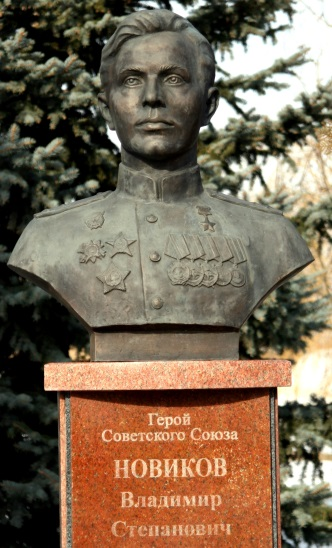 Герой
Советского Союза
НОВИКОВ
Владимир
Степанович